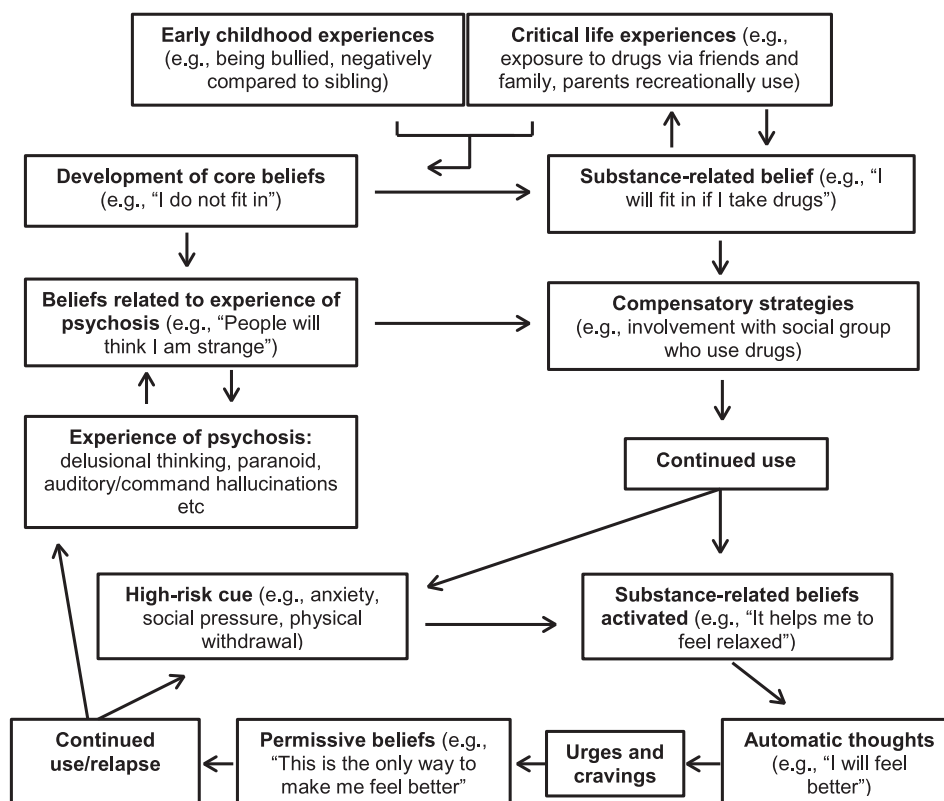 Early childhood experiences
(e.g., being bullied, negatively
compared to sibling)
Critical life experiences (e.g.,
exposure to drugs via friends and
family, parents recreationally use)
Development of core beliefs
(e.g., “I do not fit in”)
Substance-related belief (e.g., “I
will fit in if I take drugs”)
Beliefs related to experience of
psychosis (e.g., “People will
think I am strange”)
Compensatory strategies
(e.g., involvement with social group
who use drugs)
Experience of psychosis:
delusional thinking, paranoid,
auditory/command hallucinations
etc
Continued use
High-risk cue (e.g., anxiety,
social pressure, physical
withdrawal)
Substance-related beliefs
activated (e.g., “It helps me to
feel relaxed”)
Continued
use/relapse
Permissive beliefs (e.g.,
“This is the only way to
make me feel better”
Urges and
cravings
Automatic thoughts
(e.g., “I will feel
better”)